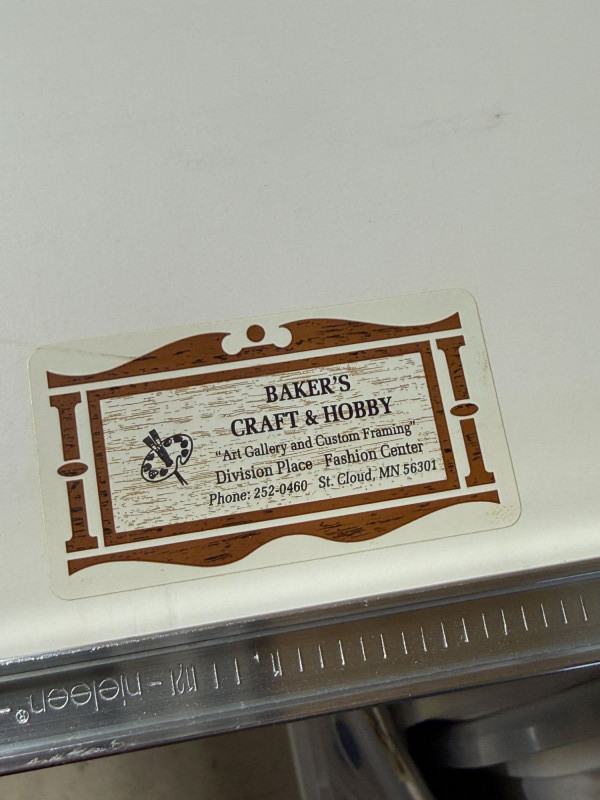 BAKER'S
CRAFT & HOBBY
"Art Gallery and Custom Framing"
Division Place Fashion Center
Phone: 252-0460 St. Cloud, MN 56301
nielsen®